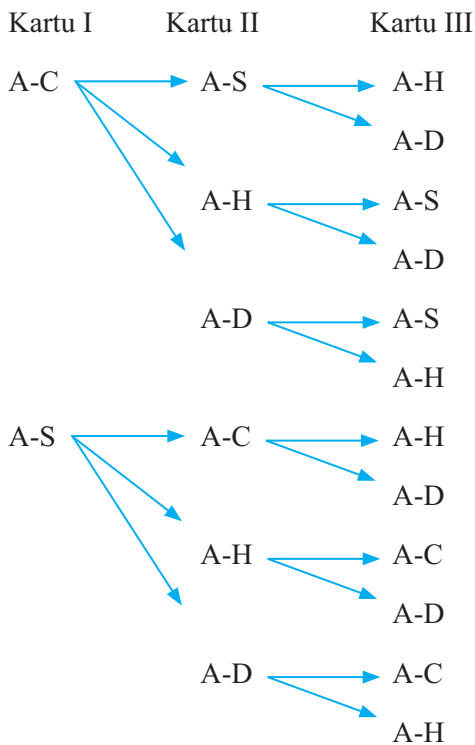 Kartu I Kartu II Kartu III
A-C A-S A-H
A-D
A-H A-S
A-D
A-D A-S
A-H
A-S A-C A-H
A-D
A-H A-C
A-D
A-D A-C
A-H